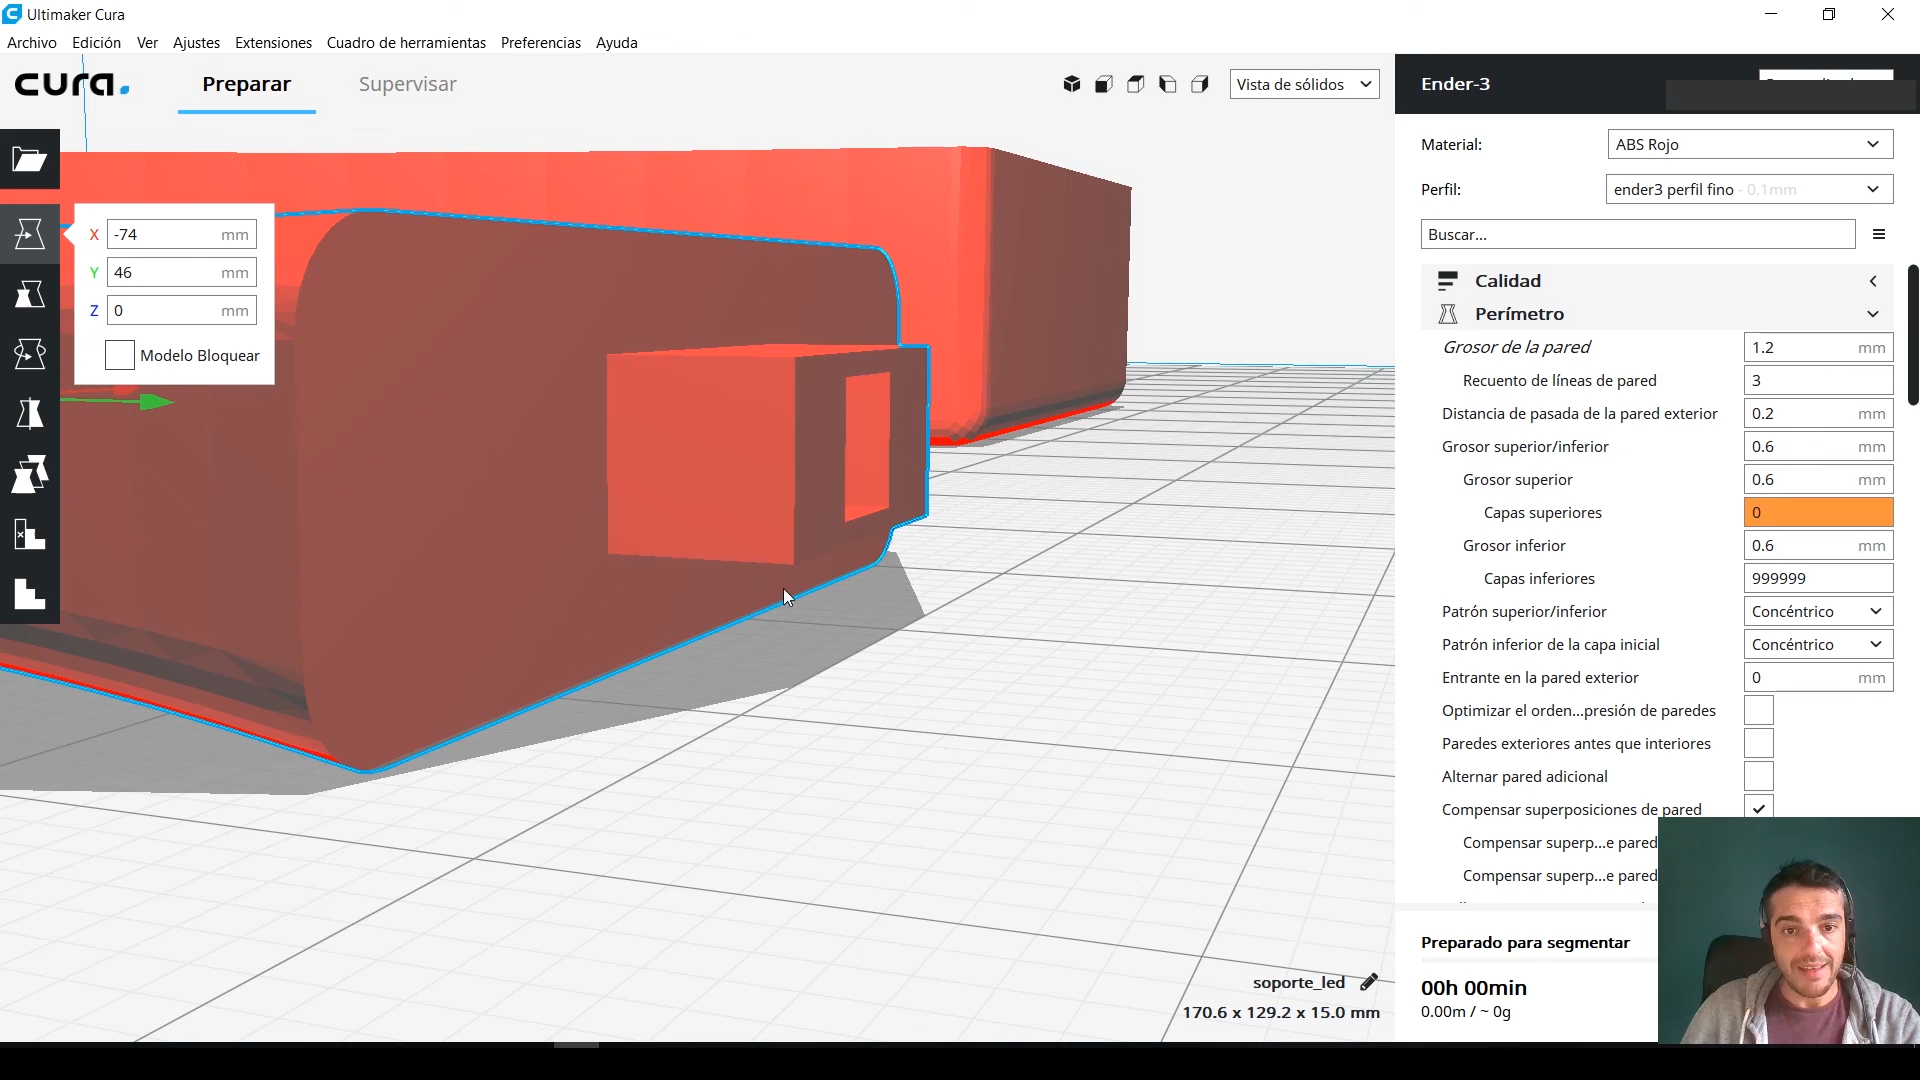 Ultimaker Cura
Archivo Edición Ver Ajustes Extensiones Cuadro de herramientas Preferencias Ayuda
cura.
Preparar
Supervisar
Vista de sólidos
Ender-3
X -74 mm
Y 46 mm
Z 0 mm
Modelo Bloquear
Material: ABS Rojo
Perfil: ender3 perfil fino - 0.1mm
Buscar...
Calidad
Perímetro
Grosor de la pared 1.2 mm
Recuento de líneas de pared 3
Distancia de pasada de la pared exterior 0.2 mm
Grosor superior/inferior 0.6 mm
Grosor superior 0.6 mm
Capas superiores 0
Grosor inferior 0.6 mm
Capas inferiores 999999
Patrón superior/inferior Concéntrico
Patrón inferior de la capa inicial Concéntrico
Entrante en la pared exterior 0 mm
Optimizar el orden...presión de paredes
Paredes exteriores antes que interiores
Alternar pared adicional
Compensar superposiciones de pared
Compensar superp...e pared
Compensar superp...e pared
Preparado para segmentar
00h 00min
0.00m / ~ 0g
soporte_led
170.6 x 129.2 x 15.0 mm